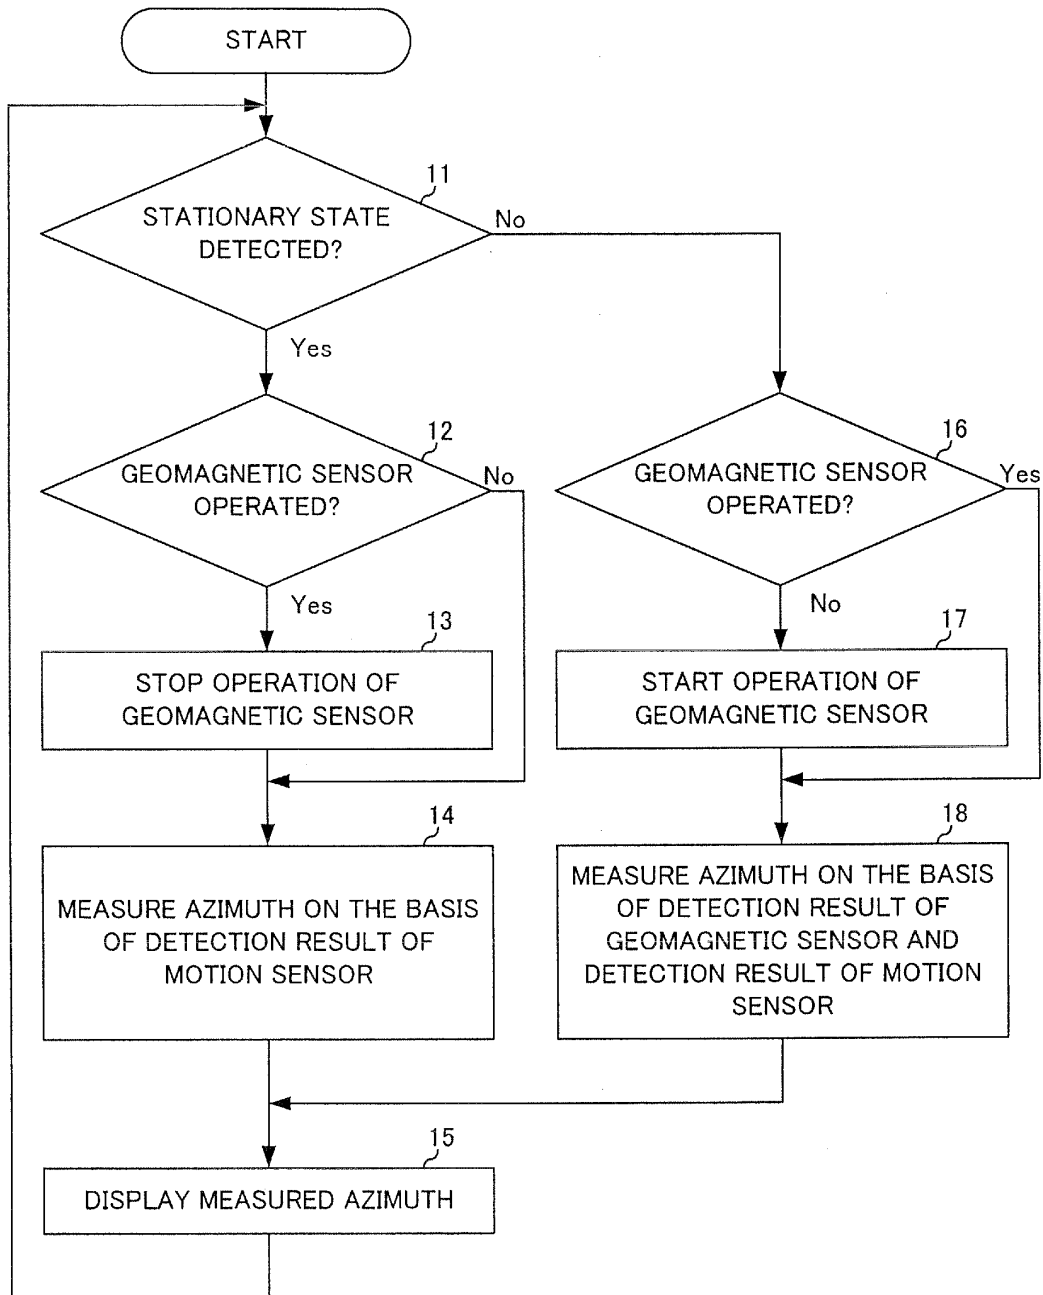 START
11
STATIONARY STATE
DETECTED?
No
Yes
12
GEOMAGNETIC SENSOR
OPERATED?
No
Yes
16
GEOMAGNETIC SENSOR
OPERATED?
Yes
No
13
STOP OPERATION OF
GEOMAGNETIC SENSOR
17
START OPERATION OF
GEOMAGNETIC SENSOR
14
MEASURE AZIMUTH ON THE BASIS
OF DETECTION RESULT OF
MOTION SENSOR
18
MEASURE AZIMUTH ON THE BASIS
OF DETECTION RESULT OF
GEOMAGNETIC SENSOR AND
DETECTION RESULT OF MOTION
SENSOR
15
DISPLAY MEASURED AZIMUTH